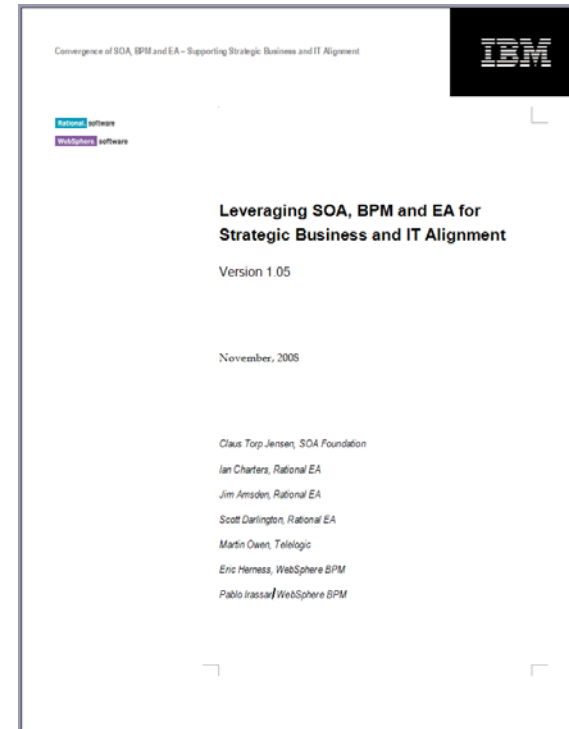 Convergence of SOA, BPM and EA – Supporting Strategic Business and IT Alignment
IBM
Rational software
WebSphere software
Leveraging SOA, BPM and EA for
Strategic Business and IT Alignment
Version 1.05
November, 2008
Claus Torp Jensen, SOA Foundation
Ian Charters, Rational EA
Jim Amsden, Rational EA
Scott Darlington, Rational EA
Martin Owen, Telelogic
Eric Herness, WebSphere BPM
Pablo Irassar, WebSphere BPM